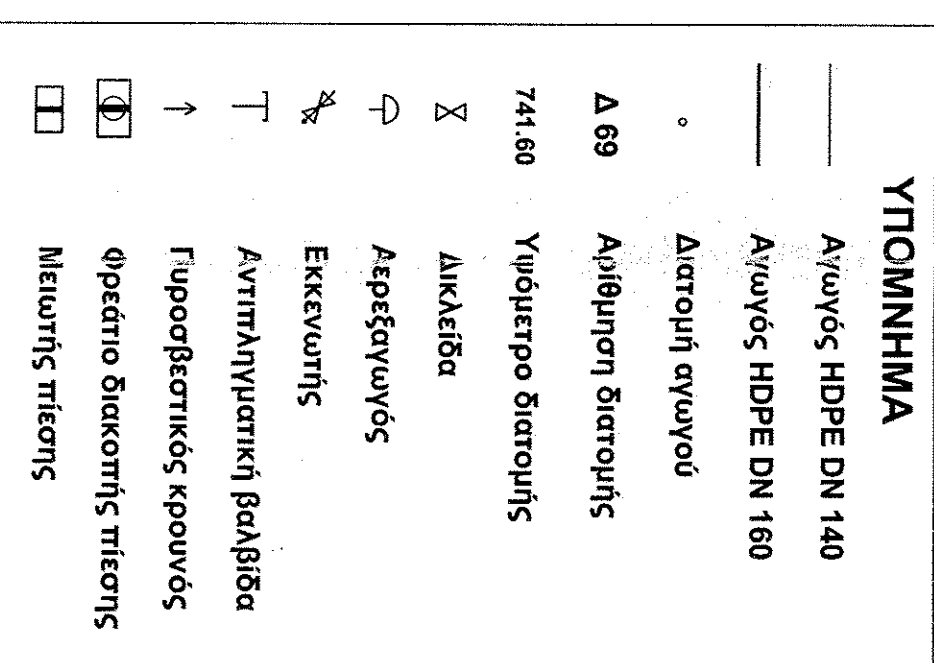 ΥΠΟΜΝΗΜΑ
Αγωγός HDPE DN 140
Αγωγός HDPE DN 160
Διατομή αγωγού
Δ 69 Αρίθμηση διατομής
741.60 Υψόμετρο διατομής
Δικλείδα
Αερεξαγωγός
Εκκενωτής
Αντιπληγματική βαλβίδα
Πυροσβεστικός κρουνός
Φρεάτιο διακοπής πίεσης
Μειωτής πίεσης